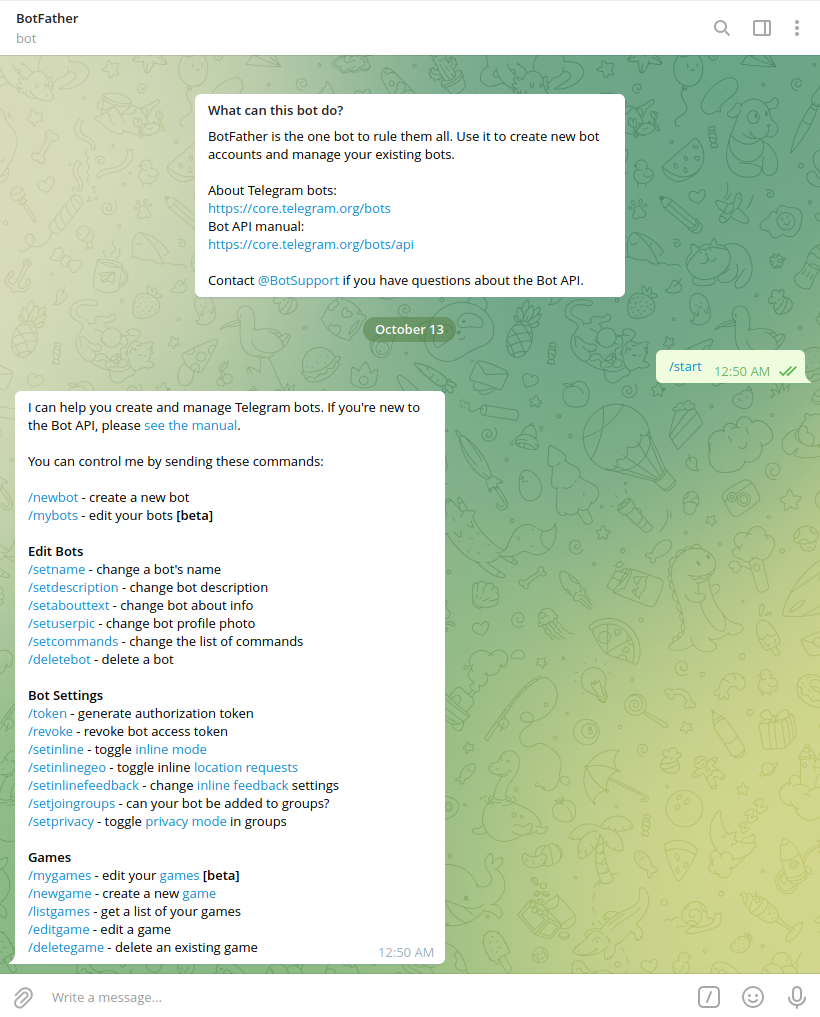 BotFather
bot
What can this bot do?
BotFather is the one bot to rule them all. Use it to create new bot
accounts and manage your existing bots.
About Telegram bots:
https://core.telegram.org/bots
Bot API manual:
https://core.telegram.org/bots/api
Contact @BotSupport if you have questions about the Bot API.
October 13
/start 12:50 AM
I can help you create and manage Telegram bots. If you're new to
the Bot API, please see the manual.
You can control me by sending these commands:
/newbot - create a new bot
/mybots - edit your bots [beta]
Edit Bots
/setname - change a bot's name
/setdescription - change bot description
/setabouttext - change bot about info
/setuserpic - change bot profile photo
/setcommands - change the list of commands
/deletebot - delete a bot
Bot Settings
/token - generate authorization token
/revoke - revoke bot access token
/setinline - toggle inline mode
/setinlinegeo - toggle inline location requests
/setinlinefeedback - change inline feedback settings
/setjoingroups - can your bot be added to groups?
/setprivacy - toggle privacy mode in groups
Games
/mygames - edit your games [beta]
/newgame - create a new game
/listgames - get a list of your games
/editgame - edit a game
/deletegame - delete an existing game
12:50 AM
Write a message...